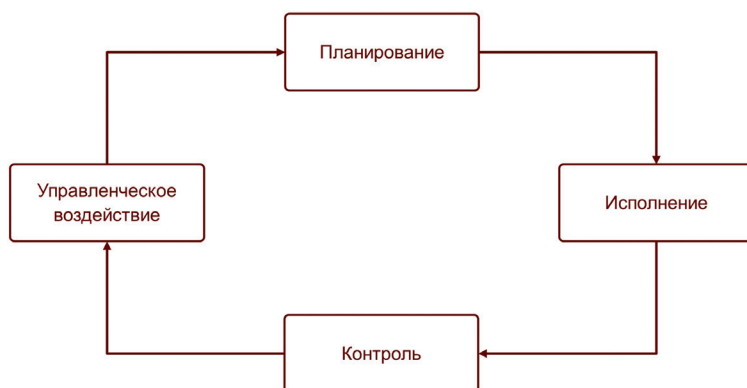 Планирование
Управленческое
воздействие
Исполнение
Контроль